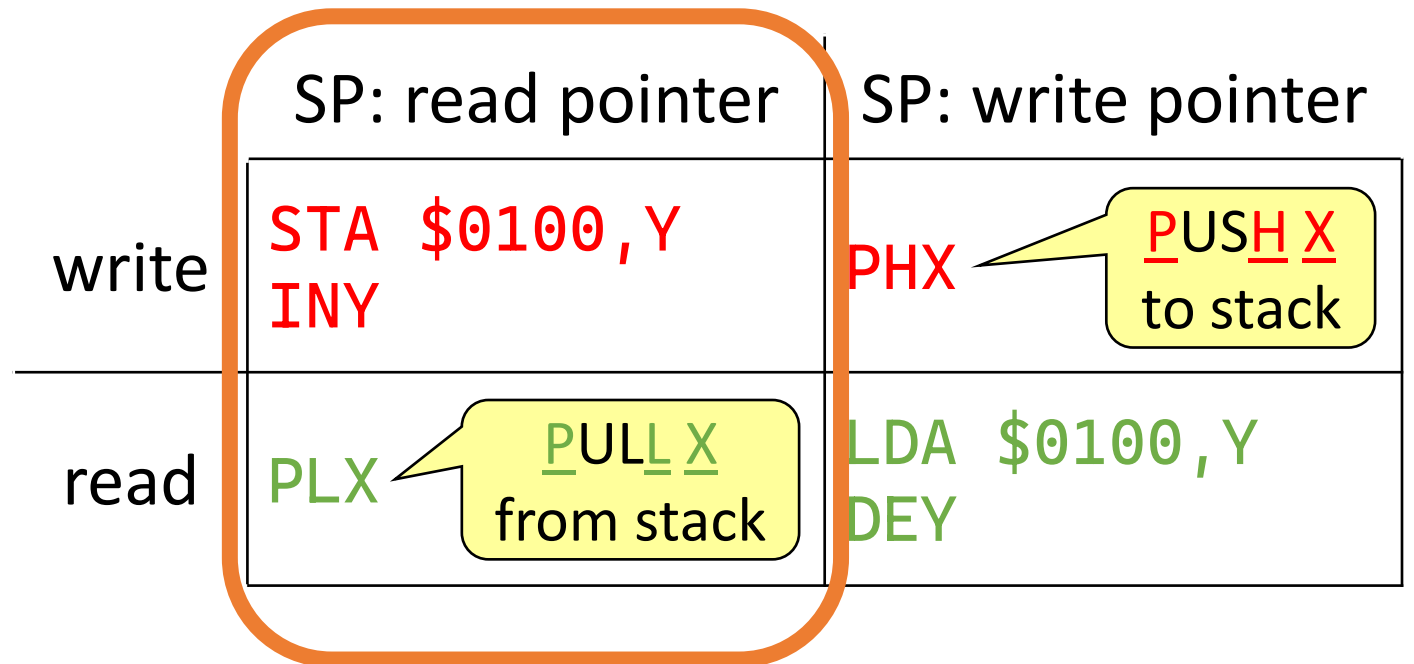 SP: read pointer
SP: write pointer
write
STA $0100,Y
INY
PHX
PUSH X
to stack
read
PLX
PULL X
from stack
LDA $0100,Y
DEY